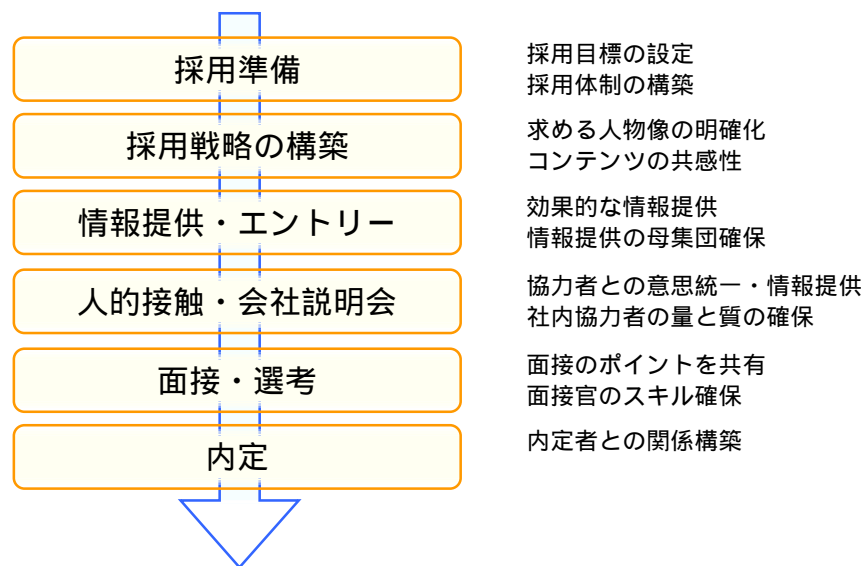 採用準備
採用目標の設定
採用体制の構築
採用戦略の構築
求める人物像の明確化
コンテンツの共感性
情報提供・エントリー
効果的な情報提供
情報提供の母集団確保
人的接触・会社説明会
協力者との意思統一・情報提供
社内協力者の量と質の確保
面接・選考
面接のポイントを共有
面接官のスキル確保
内定
内定者との関係構築